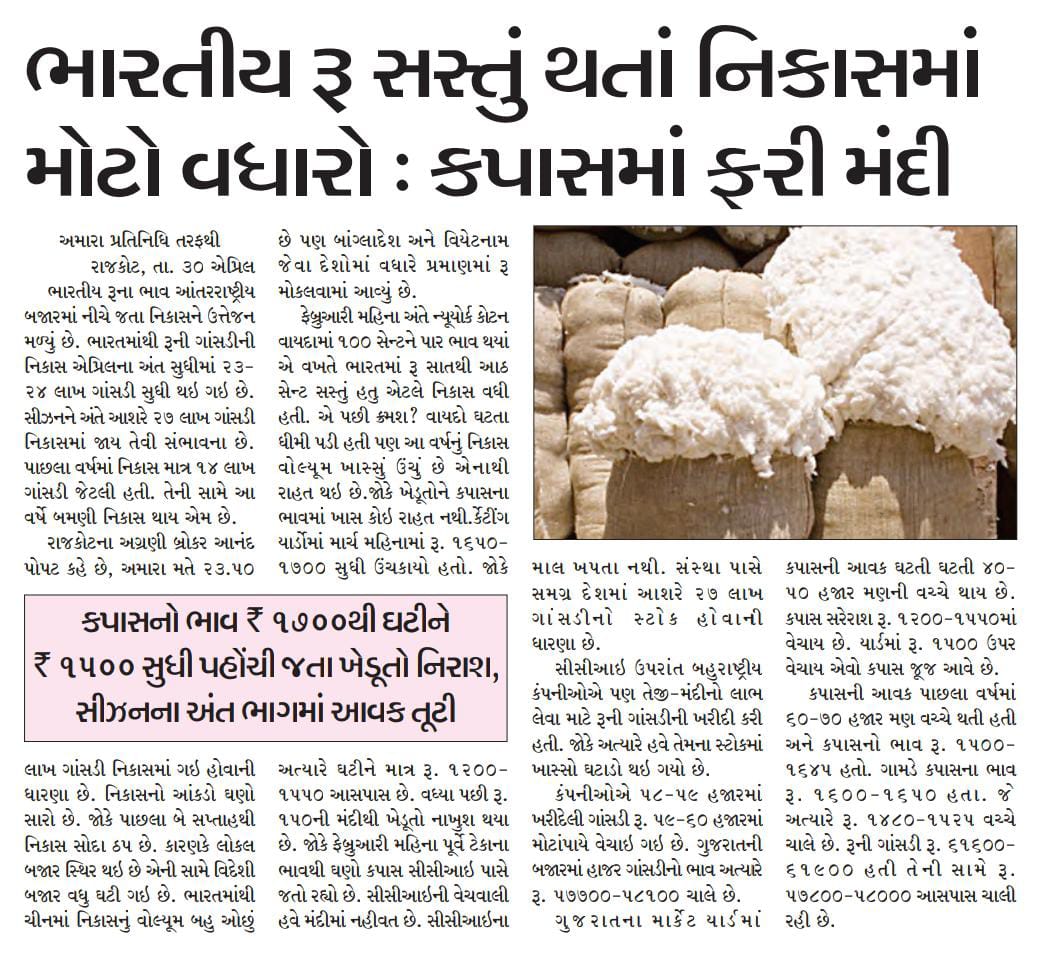 ભારતીય રૂ સસ્તું થતાં નિકાસમાં
મોટો વધારો : કપાસમાં ફરી મંદી
અમારા પ્રતિનિધિ તરફથી
રાજકોટ, તા. ૩૦ એપ્રિલ
ભારતીય રૂના ભાવ આંતરરાષ્ટ્રીય
બજારમાં નીચે જતા નિકાસને ઉત્તેજન
મળ્યું છે. ભારતમાંથી રૂની ગાંસડીની
નિકાસ એપ્રિલના અંત સુધીમાં ૨૩-
૨૪ લાખ ગાંસડી સુધી થઇ ગઇ છે.
સીઝનને અંતે આશરે ૨૭ લાખ ગાંસડી
નિકાસમાં જાય તેવી સંભાવના છે.
પાછલા વર્ષમાં નિકાસ માત્ર ૧૪ લાખ
ગાંસડી જેટલી હતી. તેની સામે આ
વર્ષે બમણી નિકાસ થાય એમ છે.
રાજકોટના અગ્રણી બ્રોકર આનંદ
પોપટ કહે છે, અમારા મતે ૨૩.૫૦
કપાસનો ભાવ ₹ ૧૭૦૦થી ઘટીને
₹ ૧૫૦૦ સુધી પહોંચી જતા ખેડૂતો નિરાશ,
સીઝનના અંત ભાગમાં આવક તૂટી
લાખ ગાંસડી નિકાસમાં ગઇ હોવાની
ધારણા છે. નિકાસનો આંકડો ઘણો
સારો છે. જોકે પાછલા બે સપ્તાહથી
નિકાસ સોદા ઠપ છે. કારણકે લોકલ
બજાર સ્થિર થઇ છે એની સામે વિદેશી
બજાર વધુ ઘટી ગઇ છે. ભારતમાંથી
ચીનમાં નિકાસનું વોલ્યૂમ બહુ ઓછું
છે પણ બાંગ્લાદેશ અને વિયેટનામ
જેવા દેશોમાં વધારે પ્રમાણમાં રૂ
મોકલવામાં આવ્યું છે.
ફેબ્રુઆરી મહિના અંતે ન્યૂયોર્ક કોટન
વાયદામાં ૧૦૦ સેન્ટને પાર ભાવ થયાં
એ વખતે ભારતમાં રૂ સાતથી આઠ
સેન્ટ સસ્તું હતુ એટલે નિકાસ વધી
હતી. એ પછી ક્રમશ? વાયદો ઘટતા
ધીમી પડી હતી પણ આ વર્ષનું નિકાસ
વોલ્યૂમ ખાસ્સું ઉંચું છે એનાથી
રાહત થઇ છે.જોકે ખેડૂતોને કપાસના
ભાવમાં ખાસ કોઇ રાહત નથી.ર્કેટીંગ
યાર્ડોમાં માર્ચ મહિનામાં રૂ. ૧૬૫૦-
૧૭૦૦ સુધી ઉંચકાયો હતો. જોકે
અત્યારે ઘટીને માત્ર રૂ. ૧૨૦૦-
૧૫૫૦ આસપાસ છે. વધ્યા પછી રૂ.
૧૫૦ની મંદીથી ખેડૂતો નાખુશ થયા
છે. જોકે ફેબ્રુઆરી મહિના પૂર્વે ટેકાના
ભાવથી ઘણો કપાસ સીસીઆઇ પાસે
જતો રહ્યો છે. સીસીઆઇની વેચવાલી
હવે મંદીમાં નહીવત છે. સીસીઆઇના
માલ ખપતા નથી. સંસ્થા પાસે
સમગ્ર દેશમાં આશરે ૨૭ લાખ
ગાંસડીનો સ્ટોક હોવાની
ધારણા છે.
સીસીઆઇ ઉપરાંત બહુરાષ્ટ્રીય
કંપનીઓએ પણ તેજી-મંદીનો લાભ
લેવા માટે રૂની ગાંસડીની ખરીદી કરી
હતી. જોકે અત્યારે હવે તેમના સ્ટોકમાં
ખાસ્સો ઘટાડો થઇ ગયો છે.
કંપનીઓએ ૫૮-૫૯ હજારમાં
ખરીદેલી ગાંસડી રૂ. ૫૯-૬૦ હજારમાં
મોટાંપાયે વેચાઇ ગઇ છે. ગુજરાતની
બજારમાં હાજર ગાંસડીનો ભાવ અત્યારે
રૂ. ૫૭૭૦૦-૫૮૧૦૦ ચાલે છે.
ગુજરાતના માર્કેટ યાર્ડમાં
કપાસની આવક ઘટતી ઘટતી ૪૦-
૫૦ હજાર મણની વચ્ચે થાય છે.
કપાસ સરેરાશ રૂ. ૧૨૦૦-૧૫૫૦માં
વેચાય છે. યાર્ડમાં રૂ. ૧૫૦૦ ઉપર
વેચાય એવો કપાસ જૂજ આવે છે.
કપાસની આવક પાછલા વર્ષમાં
૬૦-૭૦ હજાર મણ વચ્ચે થતી હતી
અને કપાસનો ભાવ રૂ. ૧૫૦૦-
૧૬૪૫ હતો. ગામડે કપાસના ભાવ
રૂ. ૧૬૦૦-૧૬૫૦ હતા. જે
અત્યારે રૂ. ૧૪૮૦-૧૫૨૫ વચ્ચે
ચાલે છે. રૂની ગાંસડી રૂ. ૬૧૬૦૦-
૬૧૯૦૦ હતી તેની સામે રૂ.
૫૭૮૦૦-૫૮૦૦૦ આસપાસ ચાલી
રહી છે.